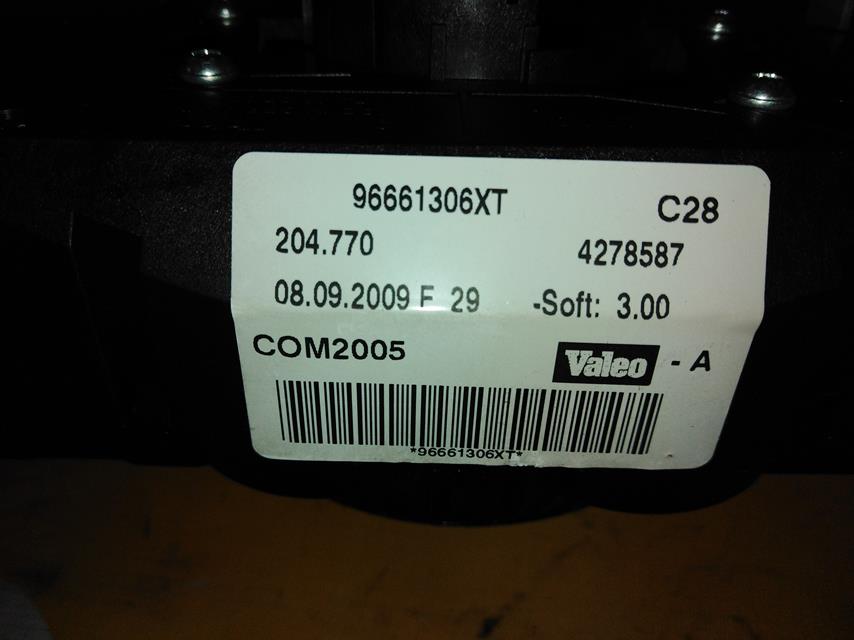 96661306XT C28
204.770 4278587
08.09.2009 F 29 -Soft: 3.00
COM2005 Valeo - A
*96661306XT*